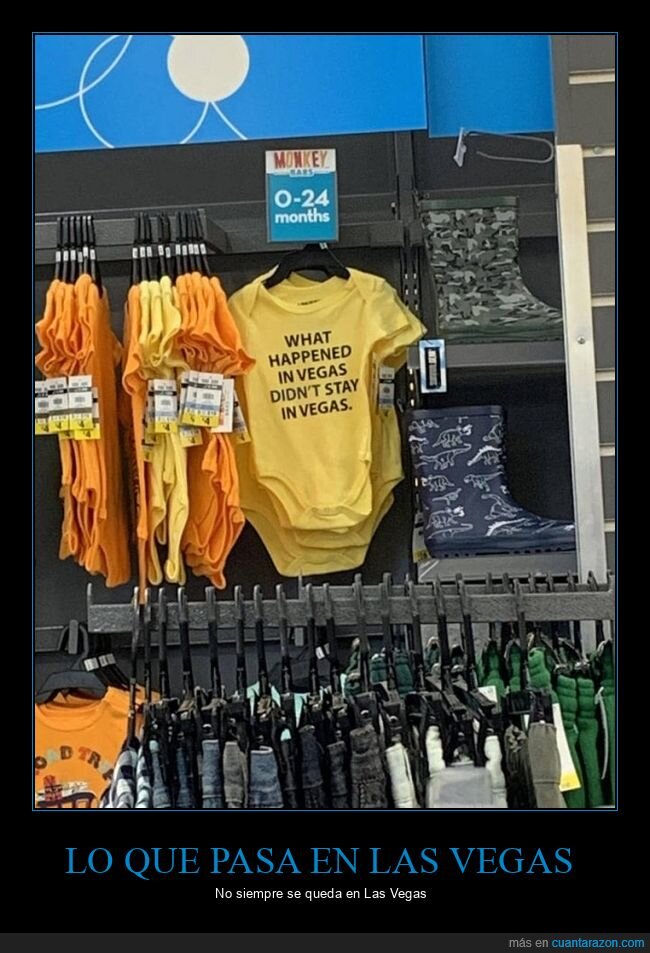 MONKEY
BARS
0-24
months
WHAT
HAPPENED
IN VEGAS
DIDN'T STAY
IN VEGAS.
LO QUE PASA EN LAS VEGAS
No siempre se queda en Las Vegas
más en cuantarazon.com